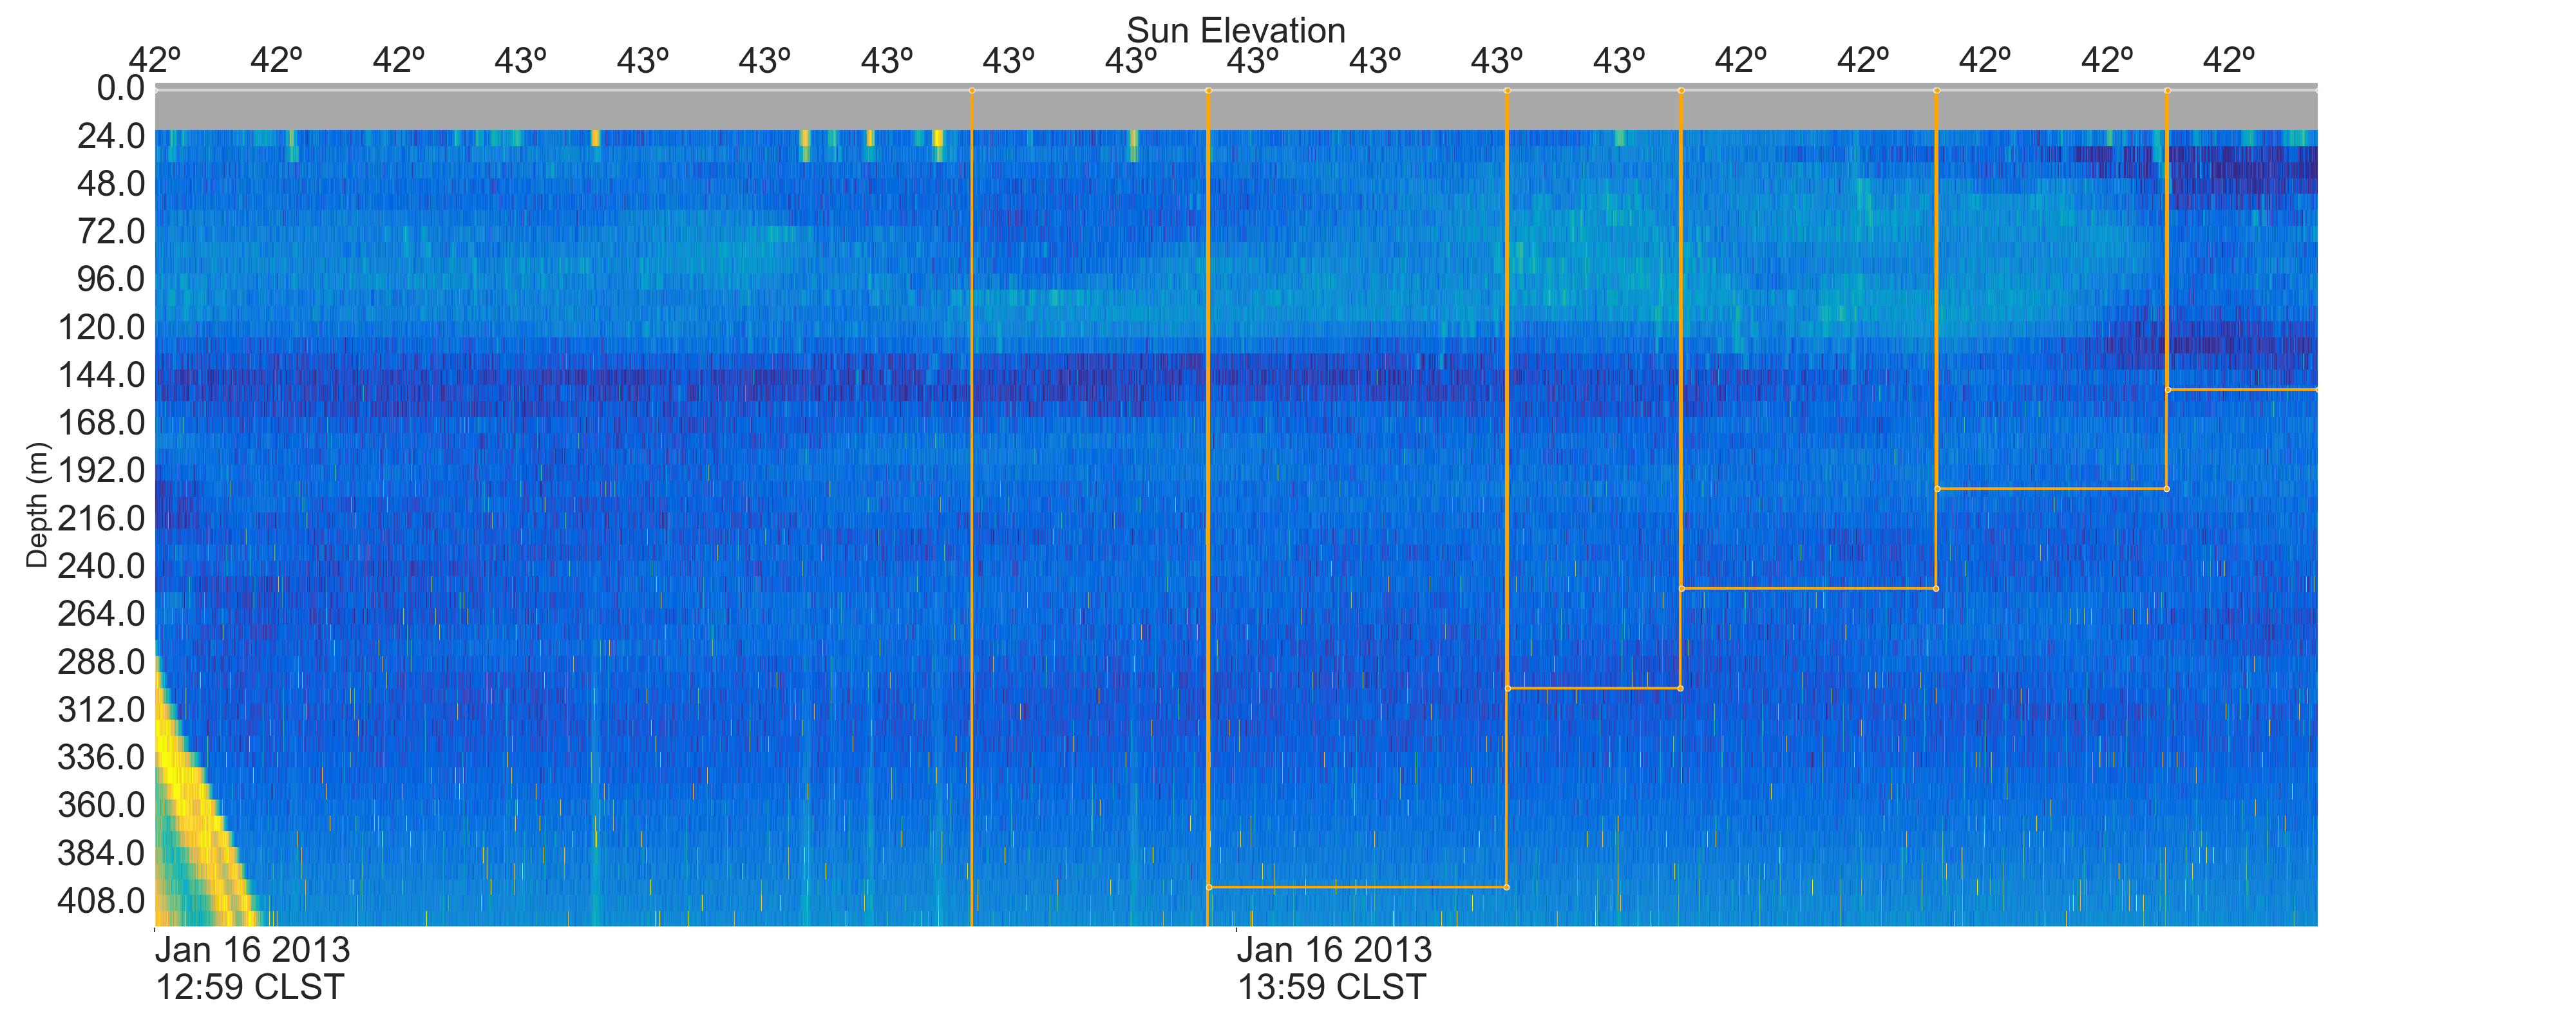 Sun Elevation
42º 42º 42º 43º 43º 43º 43º 43º 43º 43º 43º 43º 43º 42º 42º 42º 42º 42º
0.0
24.0
48.0
72.0
96.0
120.0
144.0
168.0
192.0
216.0
240.0
264.0
288.0
312.0
336.0
360.0
384.0
408.0
Depth (m)
Jan 16 2013
12:59 CLST
Jan 16 2013
13:59 CLST